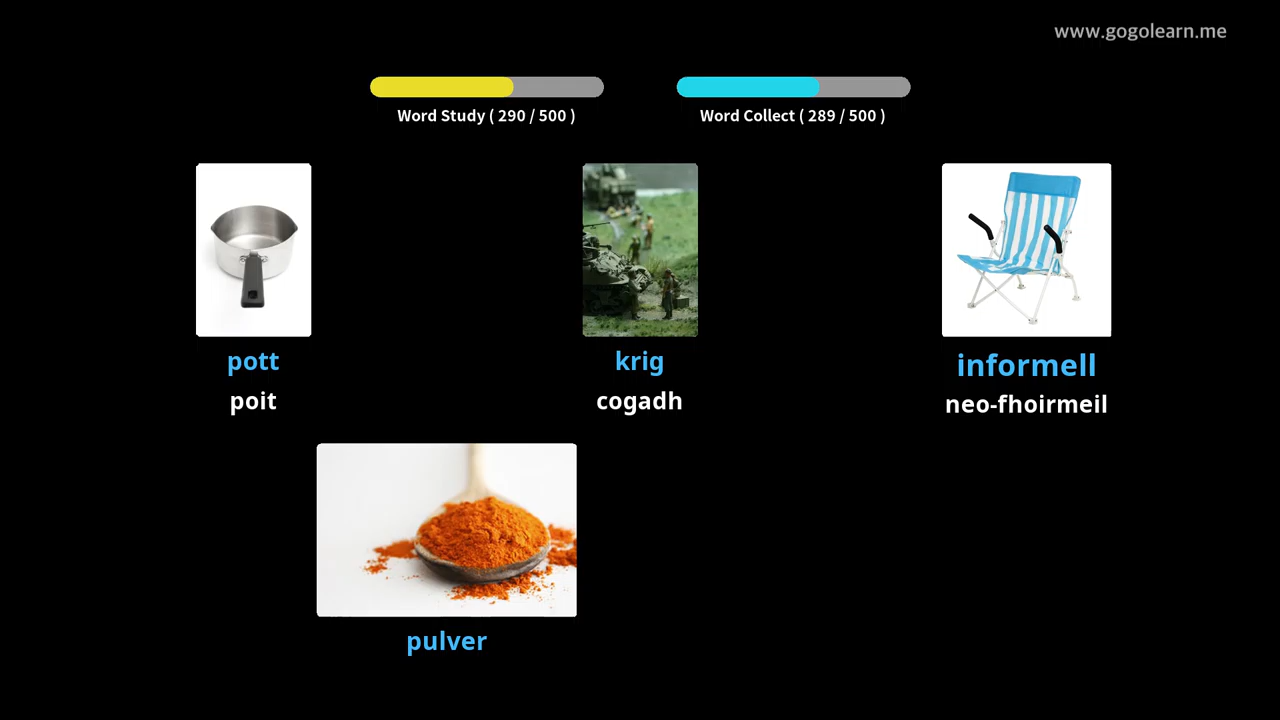 www.gogolearn.me
Word Study ( 290 / 500 )
Word Collect ( 289 / 500 )
pott
poit
krig
cogadh
informell
neo-fhoirmeil
pulver